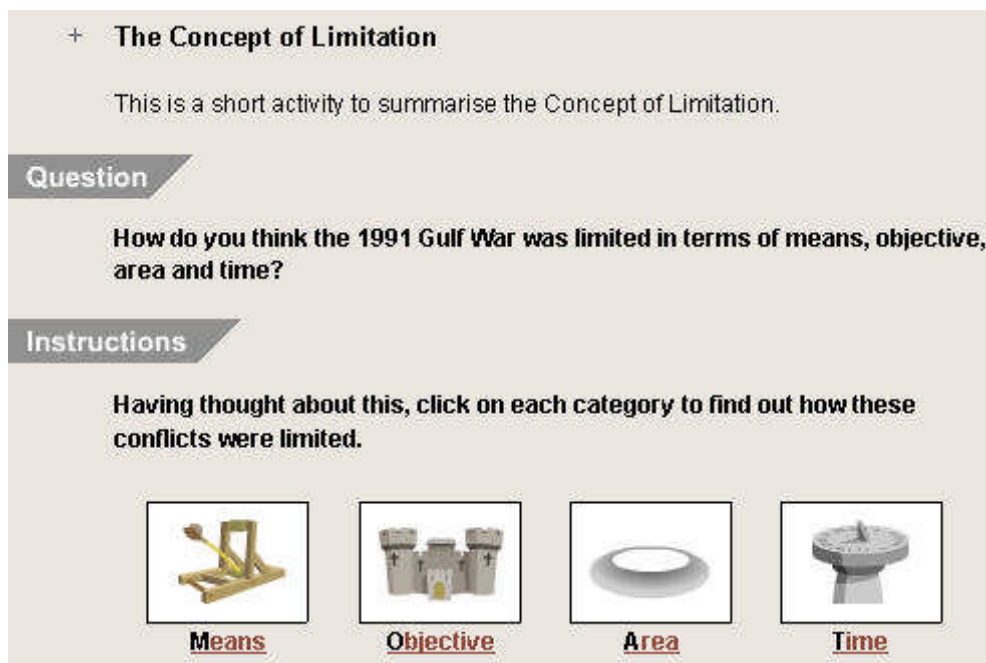 + The Concept of Limitation
This is a short activity to summarise the Concept of Limitation.
Question
How do you think the 1991 Gulf War was limited in terms of means, objective,
area and time?
Instructions
Having thought about this, click on each category to find out how these
conflicts were limited.
Means Objective Area Time